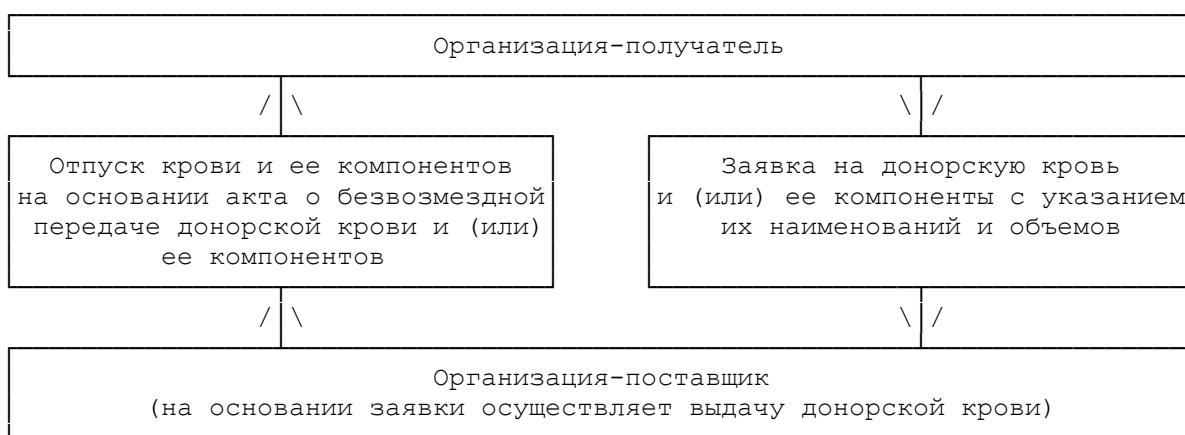 Организация-получатель
Отпуск крови и ее компонентов
на основании акта о безвозмездной
передаче донорской крови и (или)
ее компонентов
Заявка на донорскую кровь
и (или) ее компоненты с указанием
их наименований и объемов
Организация-поставщик
(на основании заявки осуществляет выдачу донорской крови)